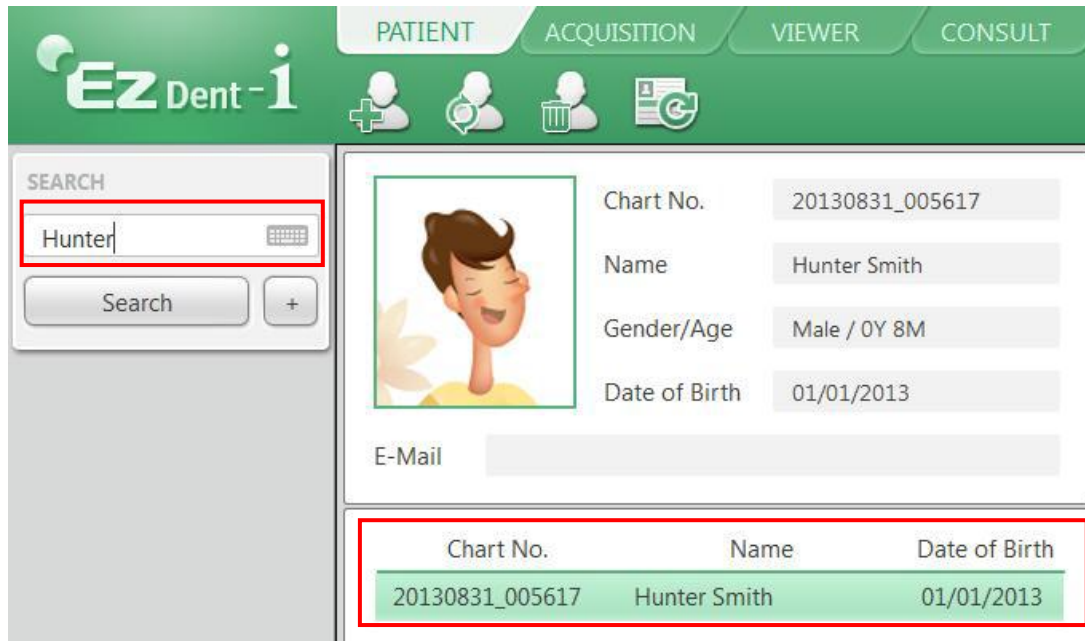 Ez Dent-i
PATIENT ACQUISITION VIEWER CONSULT
SEARCH
Hunter
Search +
Chart No. 20130831_005617
Name Hunter Smith
Gender/Age Male / 0Y 8M
Date of Birth 01/01/2013
E-Mail
Chart No. Name Date of Birth
20130831_005617 Hunter Smith 01/01/2013